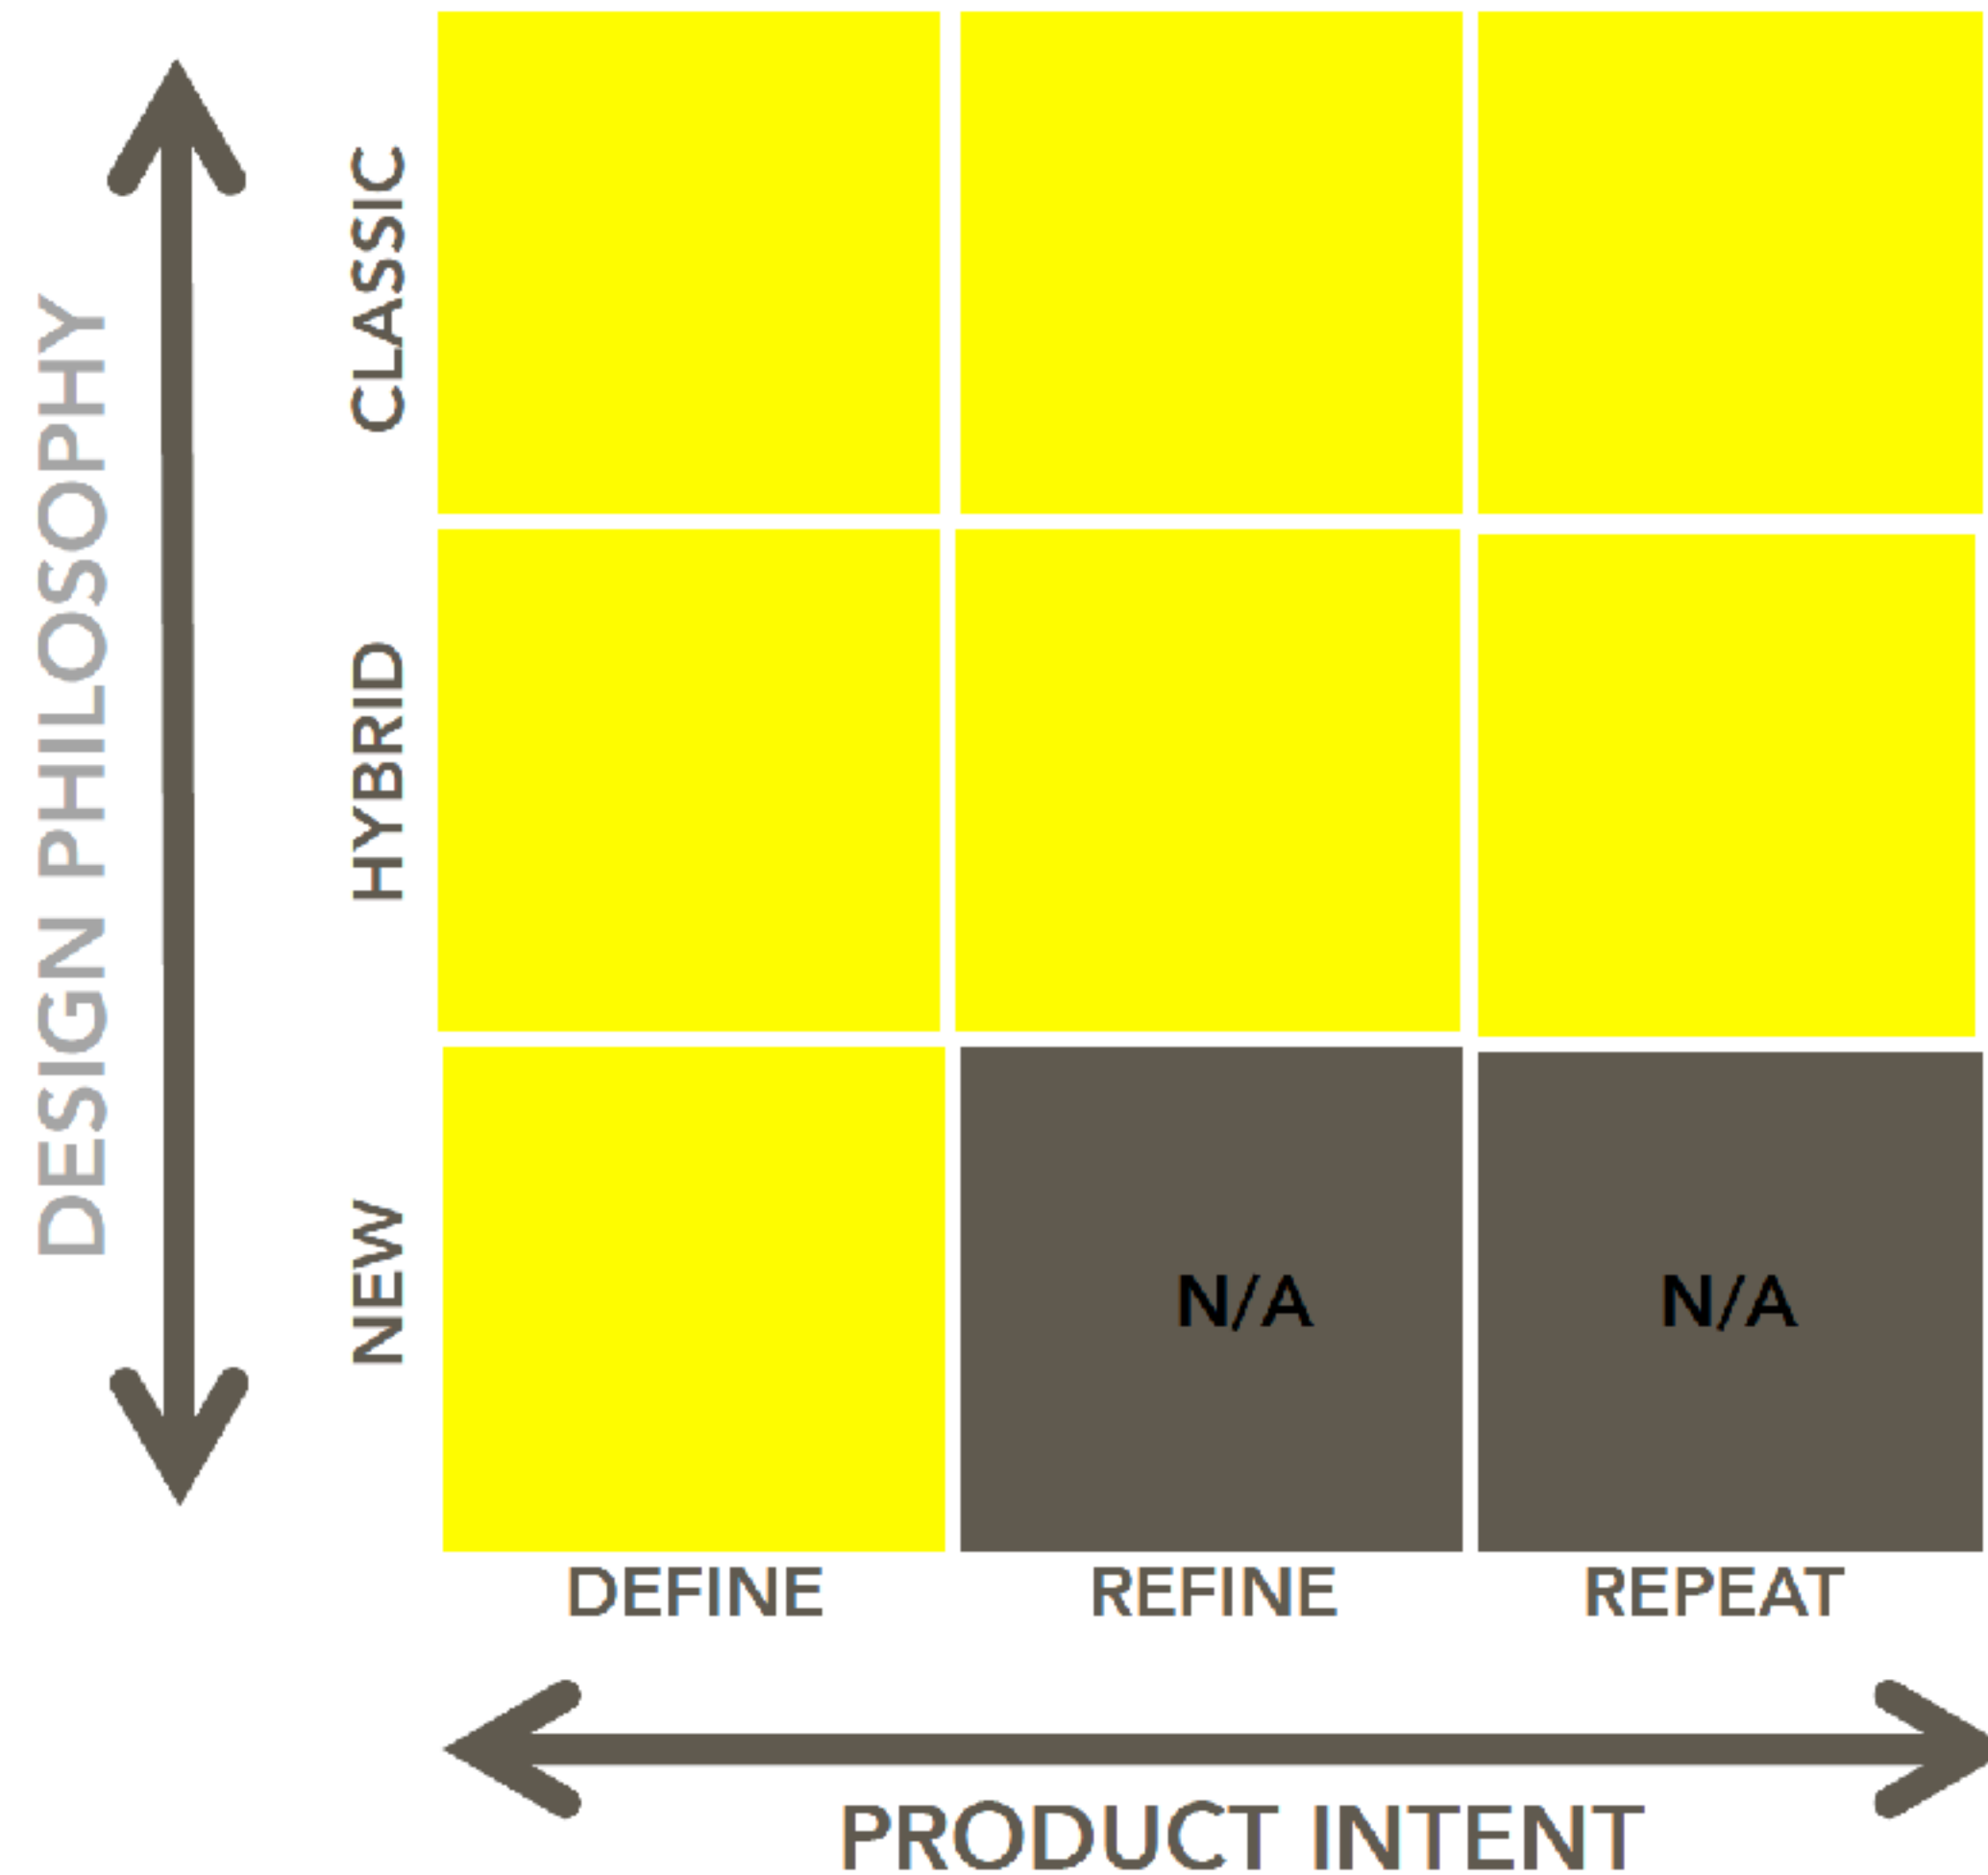 DESIGN PHILOSOPHY
CLASSIC
HYBRID
NEW
N/A
N/A
DEFINE
REFINE
REPEAT
PRODUCT INTENT